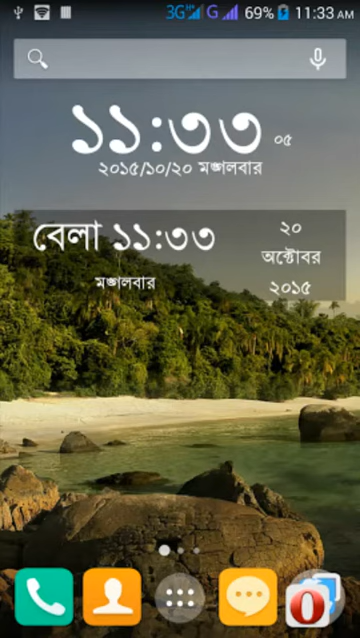 3G H+ G 69% 11:33 AM
১১:৩৩ ০৫
২০১৫/১০/২০ মঙ্গলবার
বেলা ১১:৩৩
মঙ্গলবার
২০
অক্টোবর
২০১৫